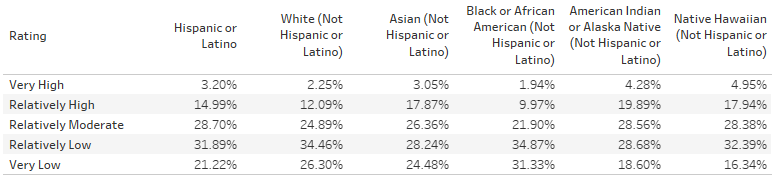 Rating Hispanic or Latino White (Not Hispanic or Latino) Asian (Not Hispanic or Latino) Black or African American (Not Hispanic or Latino) American Indian or Alaska Native (Not Hispanic or Latino) Native Hawaiian (Not Hispanic or Latino)
Very High 3.20% 2.25% 3.05% 1.94% 4.28% 4.95%
Relatively High 14.99% 12.09% 17.87% 9.97% 19.89% 17.94%
Relatively Moderate 28.70% 24.89% 26.36% 21.90% 28.56% 28.38%
Relatively Low 31.89% 34.46% 28.24% 34.87% 28.68% 32.39%
Very Low 21.22% 26.30% 24.48% 31.33% 18.60% 16.34%